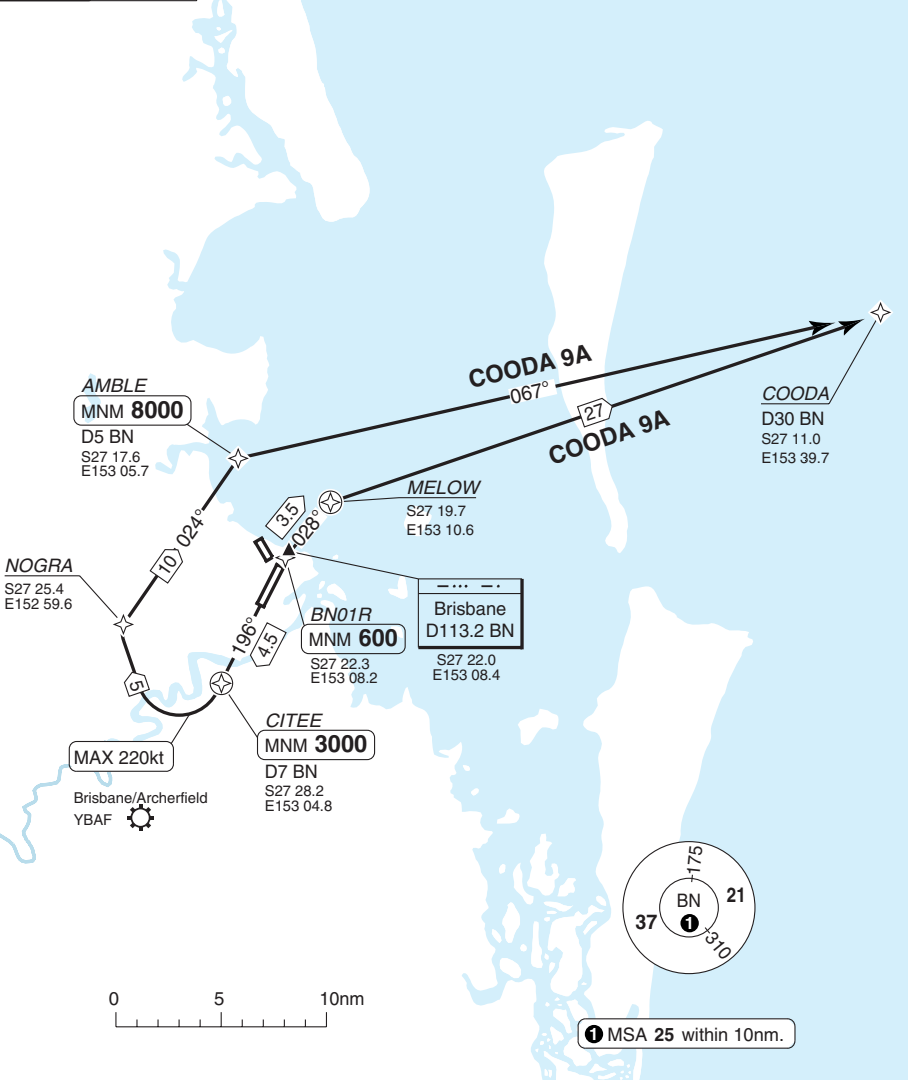 COODA 9A
067°
27
COODA 9A
COODA
D30 BN
S27 11.0
E153 39.7
AMBLE
MNM 8000
D5 BN
S27 17.6
E153 05.7
MELOW
S27 19.7
E153 10.6
3.5
028°
024°
10
NOGRA
S27 25.4
E152 59.6
BN01R
MNM 600
S27 22.3
E153 08.2
Brisbane
D113.2 BN
S27 22.0
E153 08.4
196°
4.5
5
CITEE
MNM 3000
D7 BN
S27 28.2
E153 04.8
MAX 220kt
Brisbane/Archerfield
YBAF
175
BN
21
37
1
310
0 5 10nm
1 MSA 25 within 10nm.